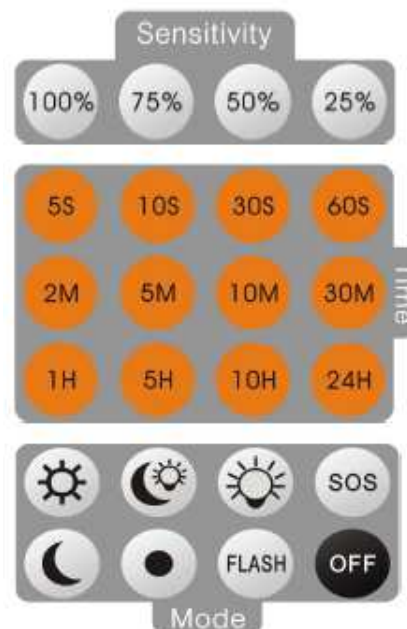 Sensitivity
100% 75% 50% 25%
5S 10S 30S 60S
2M 5M 10M 30M
Time
1H 5H 10H 24H
SOS
FLASH OFF
Mode